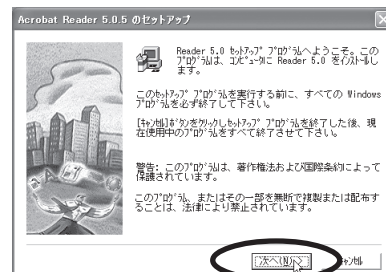 Acrobat Reader 5.0.5 のセットアップ
Reader 5.0 ｾｯﾄｱｯﾌﾟ ﾌﾟﾛｸﾞﾗﾑへようこそ。この
ﾌﾟﾛｸﾞﾗﾑは、ｺﾝﾋﾟｭｰﾀに Reader 5.0 をｲﾝｽﾄｰﾙし
ます。
このｾｯﾄｱｯﾌﾟ ﾌﾟﾛｸﾞﾗﾑを実行する前に、すべての Windows
ﾌﾟﾛｸﾞﾗﾑを必ず終了して下さい。
[ｷｬﾝｾﾙ]ﾎﾞﾀﾝをｸﾘｯｸしｾｯﾄｱｯﾌﾟ ﾌﾟﾛｸﾞﾗﾑを終了した後、現
在使用中のﾌﾟﾛｸﾞﾗﾑをすべて終了させて下さい。
警告: このﾌﾟﾛｸﾞﾗﾑは、著作権法および国際条約によって
保護されています。
このﾌﾟﾛｸﾞﾗﾑ、またはその一部を無断で複製または配布す
ることは、法律により禁止されています。
次へ(N) > ｷｬﾝｾﾙ